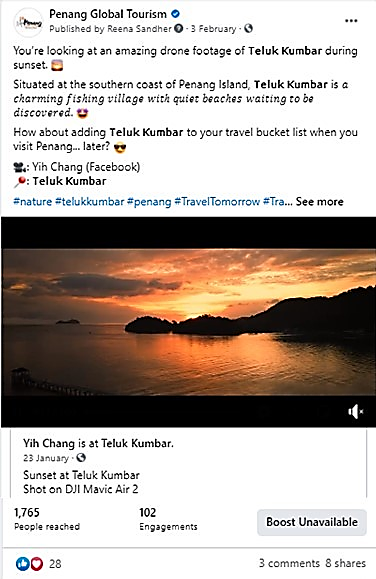 Penang Global Tourism
Published by Reena Sandher · 3 February ·
You're looking at an amazing drone footage of Teluk Kumbar during
sunset. 🌅
Situated at the southern coast of Penang Island, Teluk Kumbar is a
charming fishing village with quiet beaches waiting to be
discovered. 🤩
How about adding Teluk Kumbar to your travel bucket list when you
visit Penang... later? 😎
🎥: Yih Chang (Facebook)
📍: Teluk Kumbar
#nature #telukkumbar #penang #TravelTomorrow #Tra... See more
Yih Chang is at Teluk Kumbar.
23 January ·
Sunset at Teluk Kumbar
Shot on DJI Mavic Air 2
1,765 102
People reached Engagements
Boost Unavailable
28 3 comments 8 shares